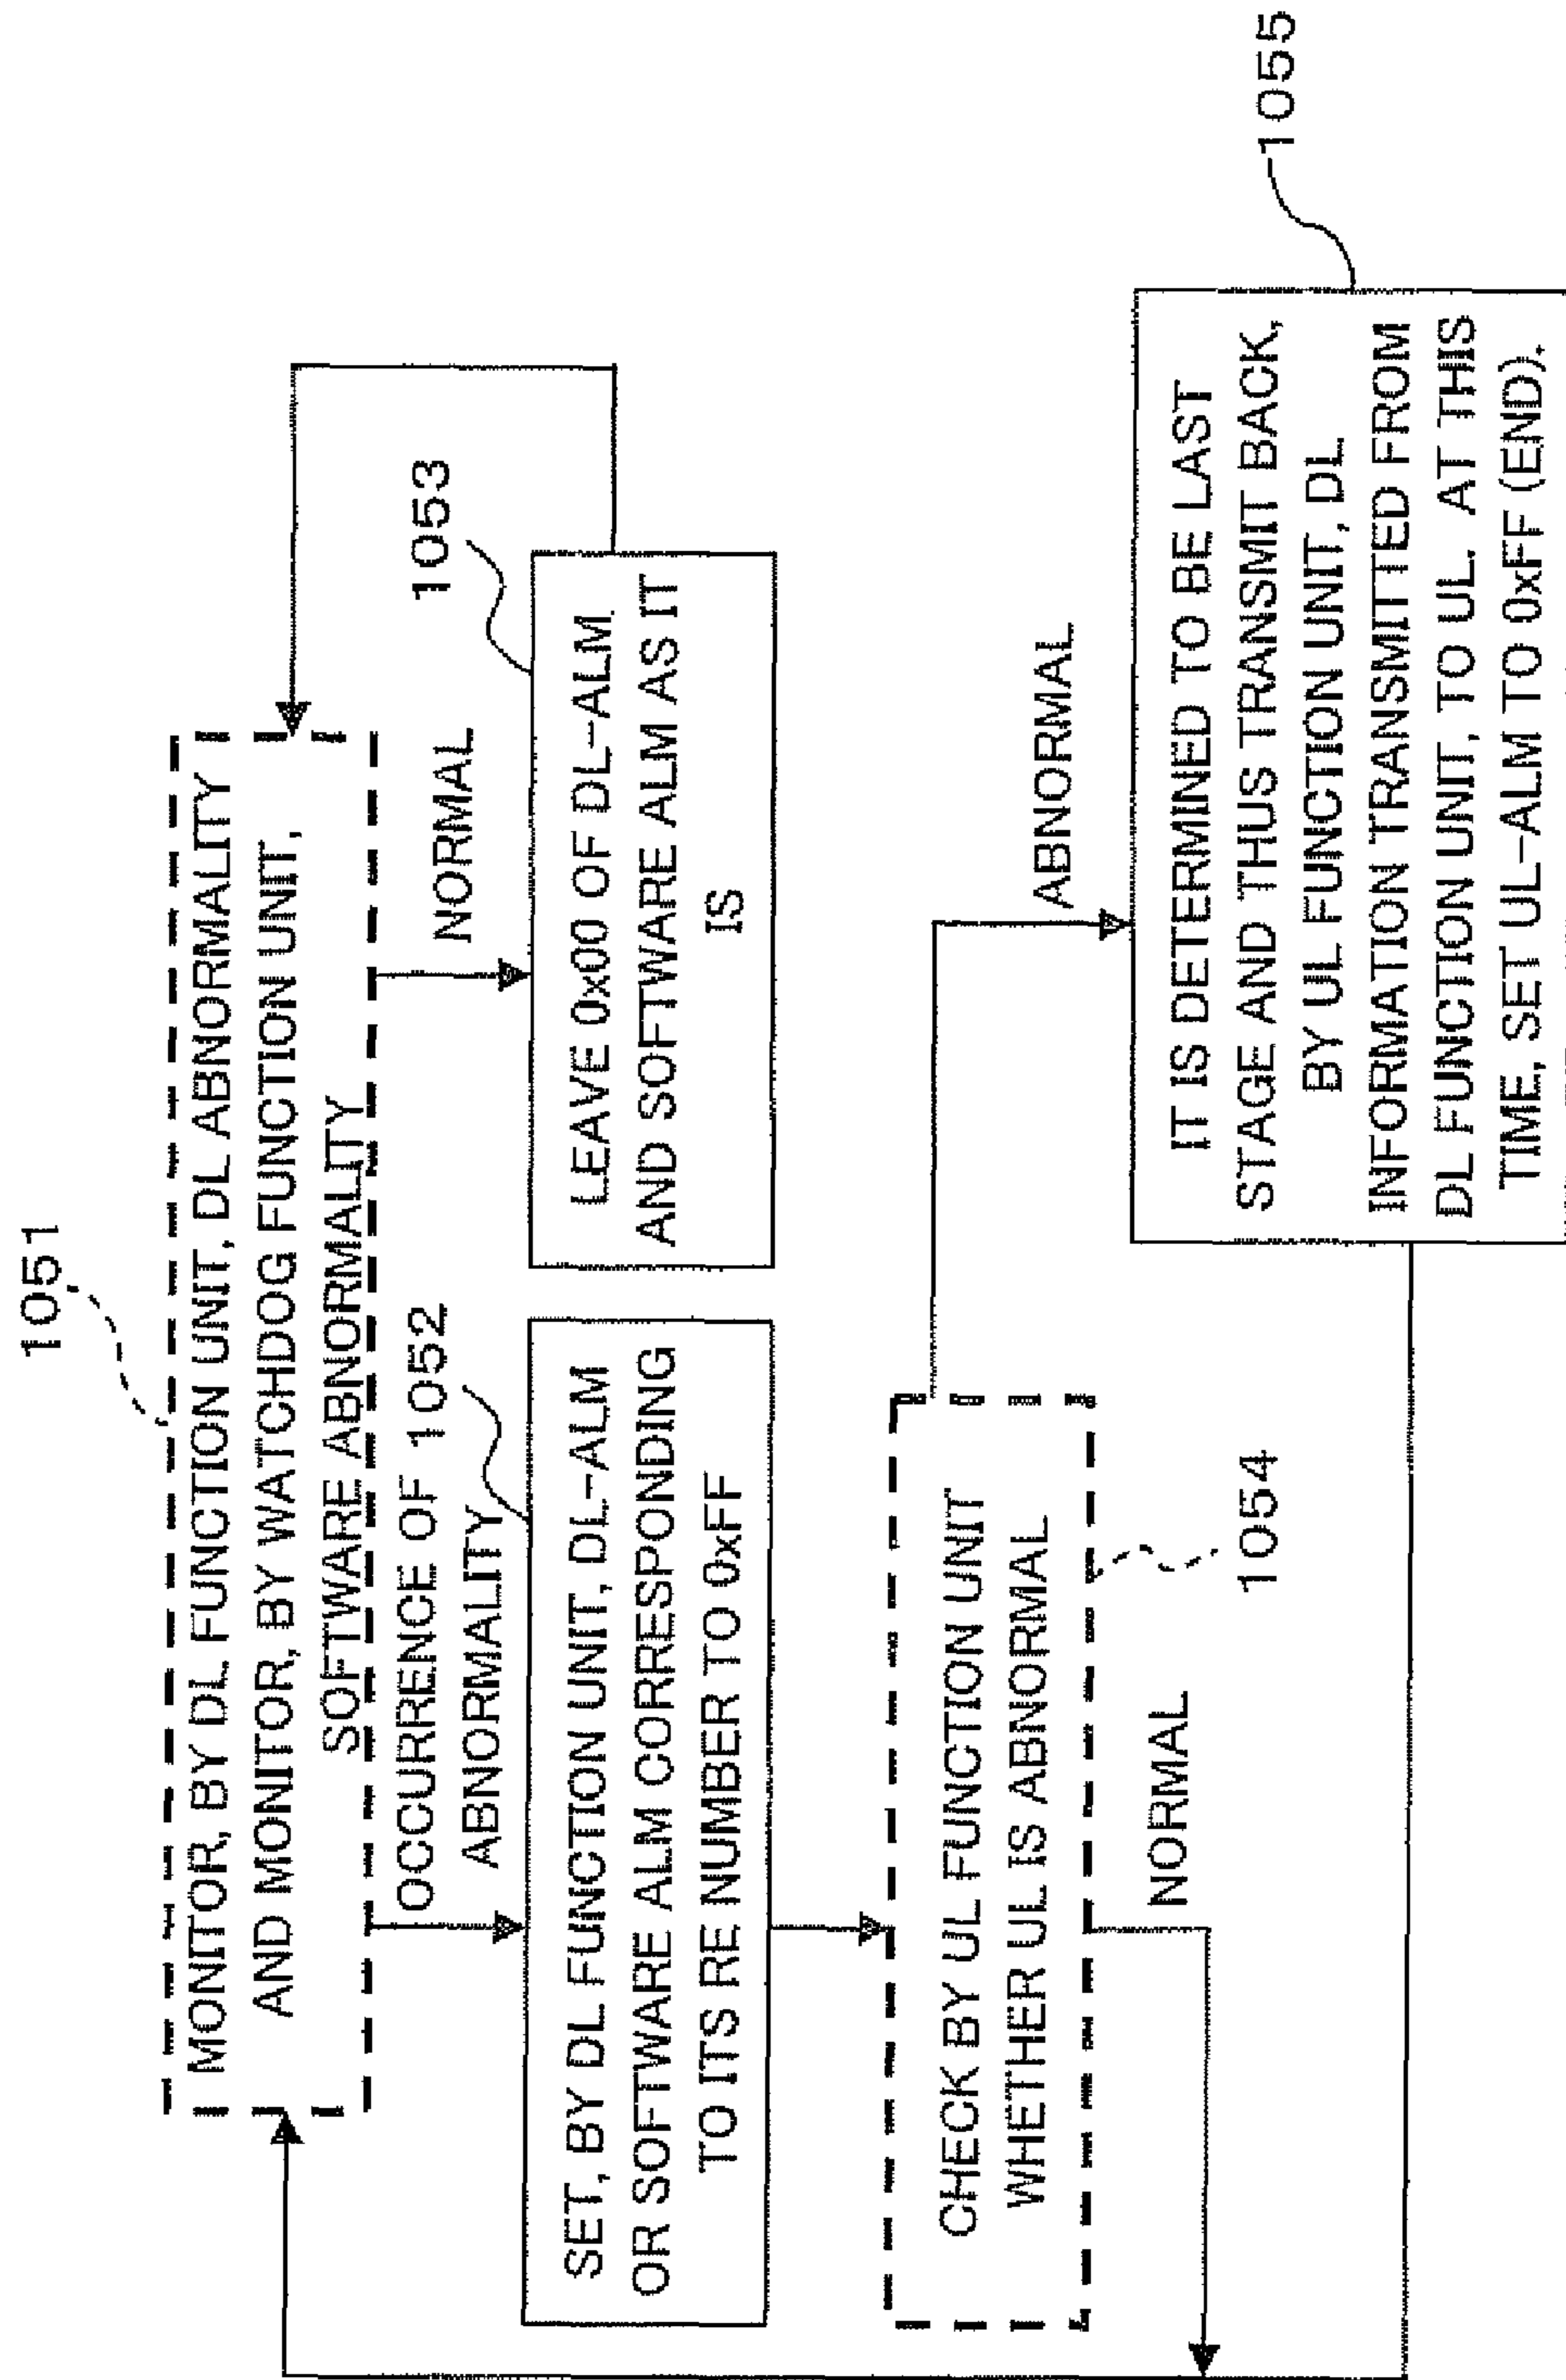 1051
MONITOR, BY DL FUNCTION UNIT, DL ABNORMALITY
AND MONITOR, BY WATCHDOG FUNCTION UNIT,
SOFTWARE ABNORMALITY
OCCURRENCE OF
ABNORMALITY
1052
NORMAL
1053
SET, BY DL FUNCTION UNIT, DL-ALM
OR SOFTWARE ALM CORRESPONDING
TO ITS RE NUMBER TO 0xFF
LEAVE 0x00 OF DL-ALM
AND SOFTWARE ALM AS IT
IS
CHECK BY UL FUNCTION UNIT
WHETHER UL IS ABNORMAL
1054
NORMAL
ABNORMAL
IT IS DETERMINED TO BE LAST
STAGE AND THUS TRANSMIT BACK,
BY UL FUNCTION UNIT, DL
INFORMATION TRANSMITTED FROM
DL FUNCTION UNIT, TO UL. AT THIS
TIME, SET UL-ALM TO 0xFF (END).
1055